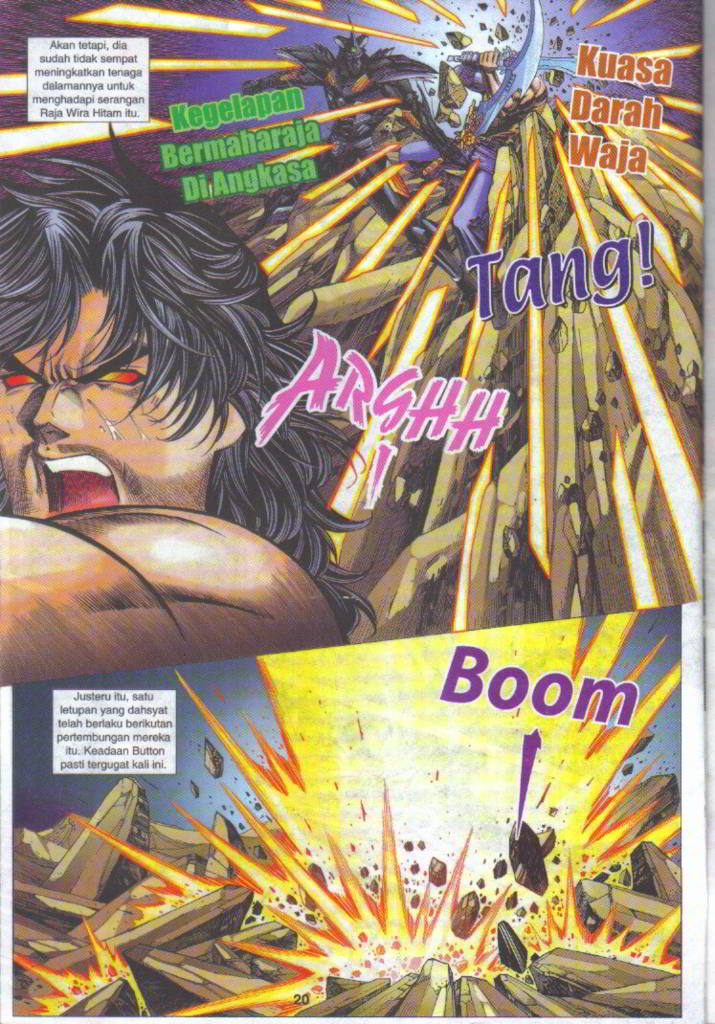 Akan tetapi, dia
sudah tidak sempat
meningkatkan tenaga
dalamannya untuk
menghadapi serangan
Raja Wira Hitam itu.
Kegelapan
Bermaharaja
Di Angkasa
Kuasa
Darah
Waja
Tang!
ARGHH
!
Justeru itu, satu
letupan yang dahsyat
telah berlaku berikutan
pertembungan mereka
itu. Keadaan Button
pasti tergugat kali ini.
Boom
20